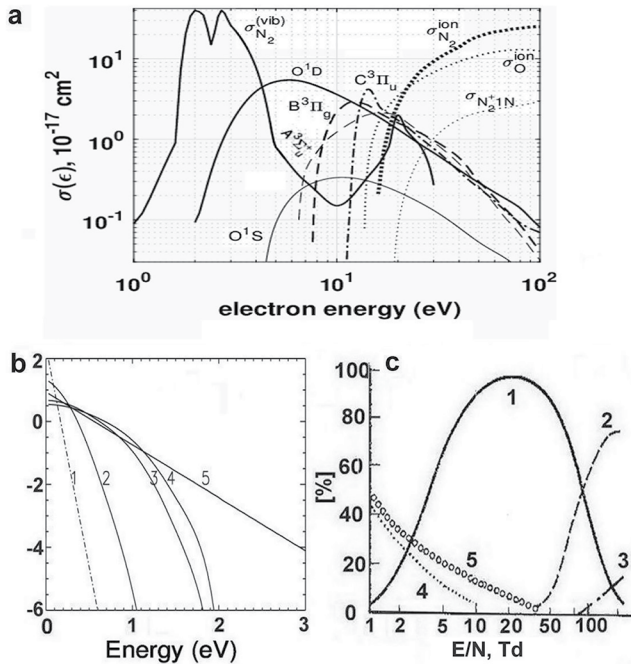 a
σN2(vib)
σN2ion
O1D
C3Πu
σOion
B3Πg
σN2+1N
A3Σu+
O1S
σ(ϵ), 10-17 cm2
101
100
10-1
100
101
102
electron energy (eV)
b
2
0
-2
-4
-6
1
2
3
4
5
0
1
2
3
Energy (eV)
c
80
60
40
20
0
[%]
1
2
3
4
5
1
2
5
10
20
50
100
E/N, Td